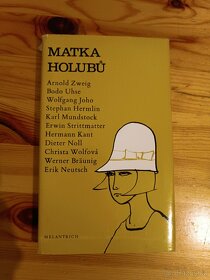 MATKA
HOLUBŮ
Arnold Zweig
Bodo Uhse
Wolfgang Joho
Stephan Hermlin
Karl Mundstock
Erwin Strittmatter
Hermann Kant
Dieter Noll
Christa Wolfová
Werner Bräunig
Erik Neutsch
MELANTRICH